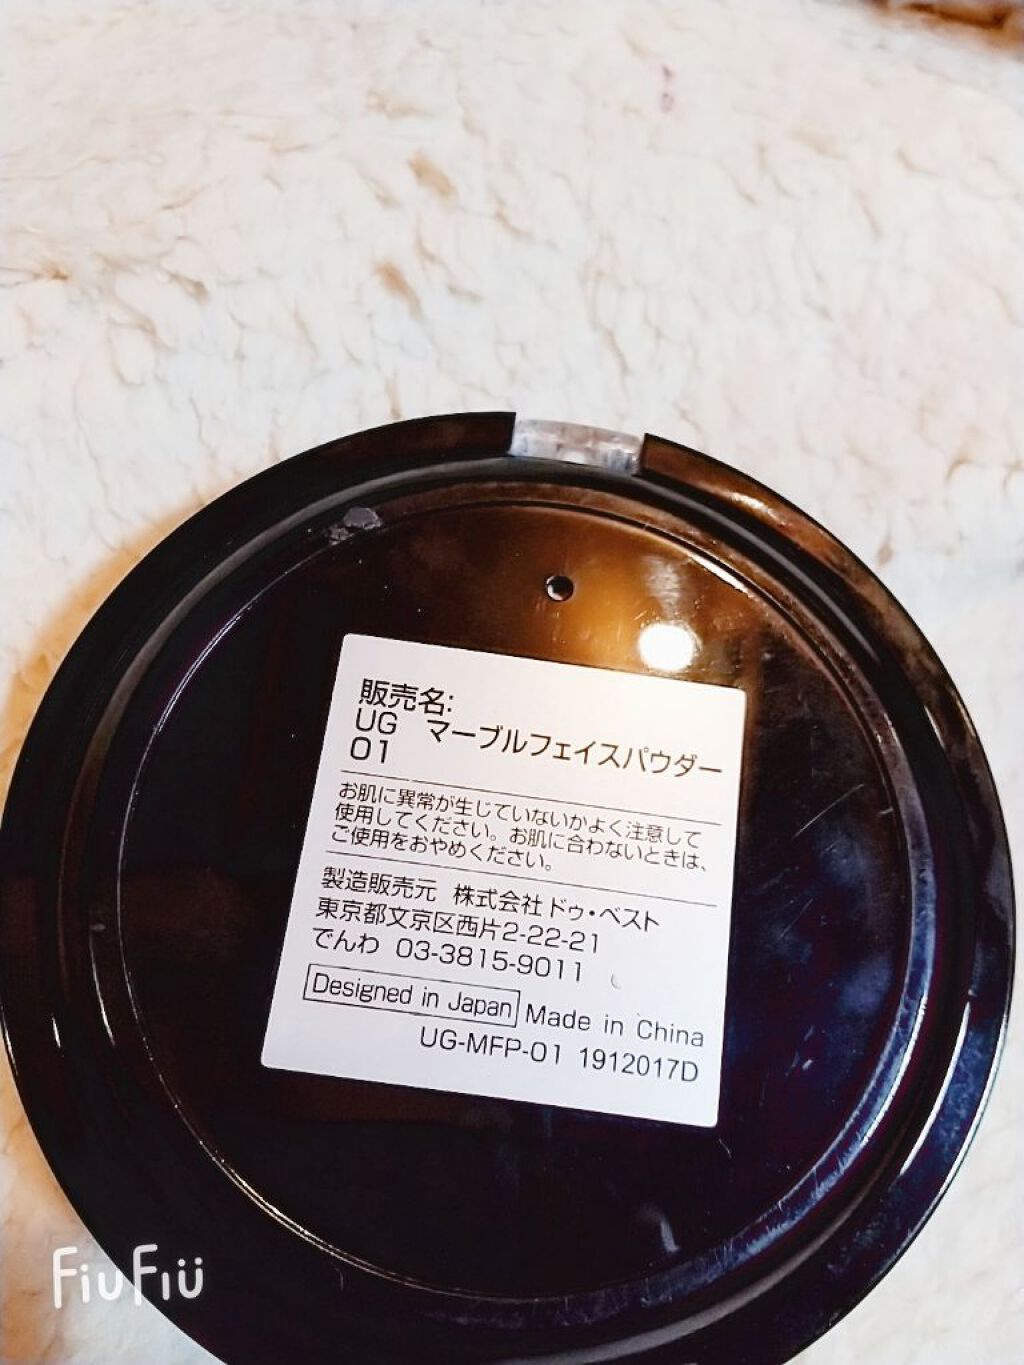 販売名:
UG マーブルフェイスパウダー
01
お肌に異常が生じていないかよく注意して
使用してください。お肌に合わないときは、
ご使用をおやめください。
製造販売元 株式会社ドゥ・ベスト
東京都文京区西片2-22-21
でんわ 03-3815-9011
Designed in Japan Made in China
UG-MFP-01 1912017D
FiuFiü